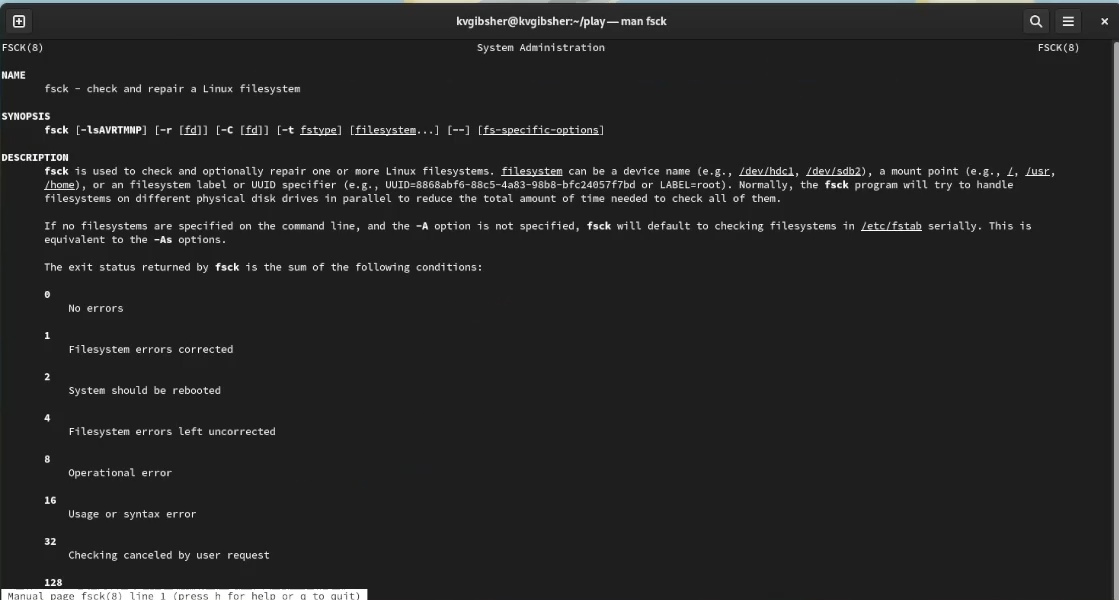 kvgibsher@kvgibsher:~/play — man fsck
FSCK(8) System Administration FSCK(8)
NAME
fsck - check and repair a Linux filesystem
SYNOPSIS
fsck [-lsAVRTMNP] [-r [fd]] [-C [fd]] [-t fstype] [filesystem...] [--] [fs-specific-options]
DESCRIPTION
fsck is used to check and optionally repair one or more Linux filesystems. filesystem can be a device name (e.g., /dev/hdc1, /dev/sdb2), a mount point (e.g., /, /usr,
/home), or an filesystem label or UUID specifier (e.g., UUID=8868abf6-88c5-4a83-98b8-bfc24057f7bd or LABEL=root). Normally, the fsck program will try to handle
filesystems on different physical disk drives in parallel to reduce the total amount of time needed to check all of them.
If no filesystems are specified on the command line, and the -A option is not specified, fsck will default to checking filesystems in /etc/fstab serially. This is
equivalent to the -As options.
The exit status returned by fsck is the sum of the following conditions:
0
No errors
1
Filesystem errors corrected
2
System should be rebooted
4
Filesystem errors left uncorrected
8
Operational error
16
Usage or syntax error
32
Checking canceled by user request
128
Manual page fsck(8) line 1 (press h for help or q to quit)